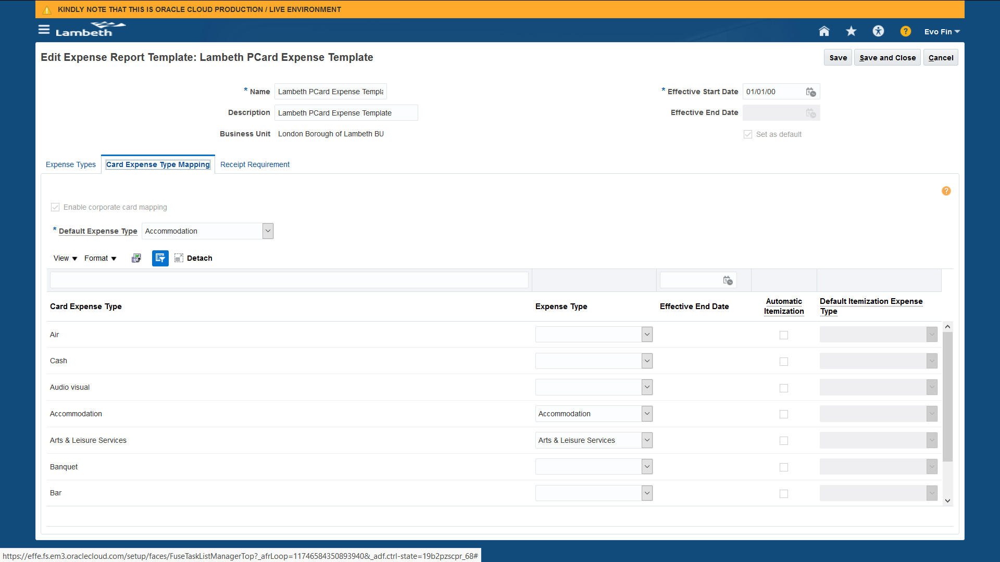 KINDLY NOTE THAT THIS IS ORACLE CLOUD PRODUCTION / LIVE ENVIRONMENT
Lambeth
Evo Fin
Edit Expense Report Template: Lambeth PCard Expense Template
Save
Save and Close
Cancel
* Name Lambeth PCard Expense Templa
* Effective Start Date 01/01/00
Description Lambeth PCard Expense Template
Effective End Date
Business Unit London Borough of Lambeth BU
Set as default
Expense Types
Card Expense Type Mapping
Receipt Requirement
?
Enable corporate card mapping
* Default Expense Type Accommodation
View
Format
Detach
Card Expense Type
Expense Type
Effective End Date
Automatic Itemization
Default Itemization Expense Type
Air
Cash
Audio visual
Accommodation Accommodation
Arts & Leisure Services Arts & Leisure Services
Banquet
Bar
https://effe.fs.em3.oraclecloud.com/setup/faces/FuseTaskListManagerTop?_afrLoop=11746584350893940&_adf.ctrl-state=19b2pzscpr_68#